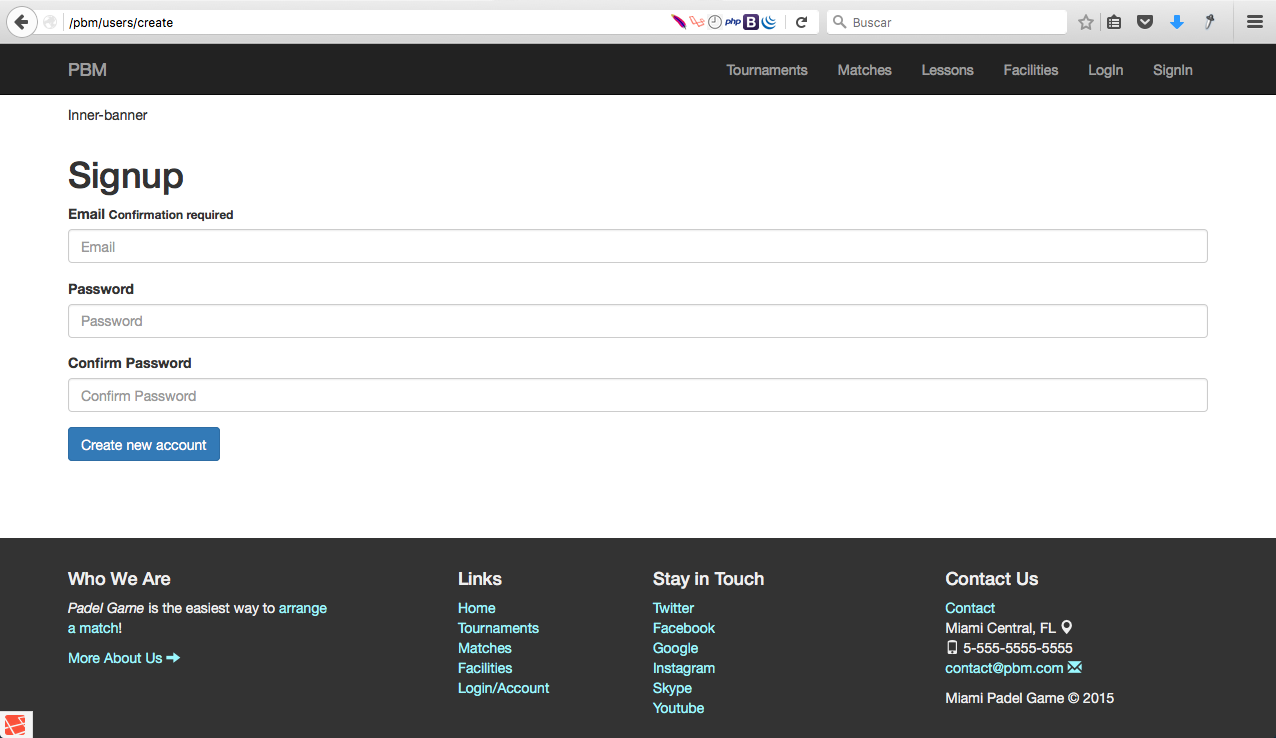 /pbm/users/create
php
B
Buscar
PBM
Tournaments
Matches
Lessons
Facilities
LogIn
SignIn
Inner-banner
Signup
Email Confirmation required
Email
Password
Password
Confirm Password
Confirm Password
Create new account
Who We Are
Padel Game is the easiest way to arrange
a match!
More About Us
Links
Home
Tournaments
Matches
Facilities
Login/Account
Stay in Touch
Twitter
Facebook
Google
Instagram
Skype
Youtube
Contact Us
Contact
Miami Central, FL
5-555-5555-5555
contact@pbm.com
Miami Padel Game © 2015